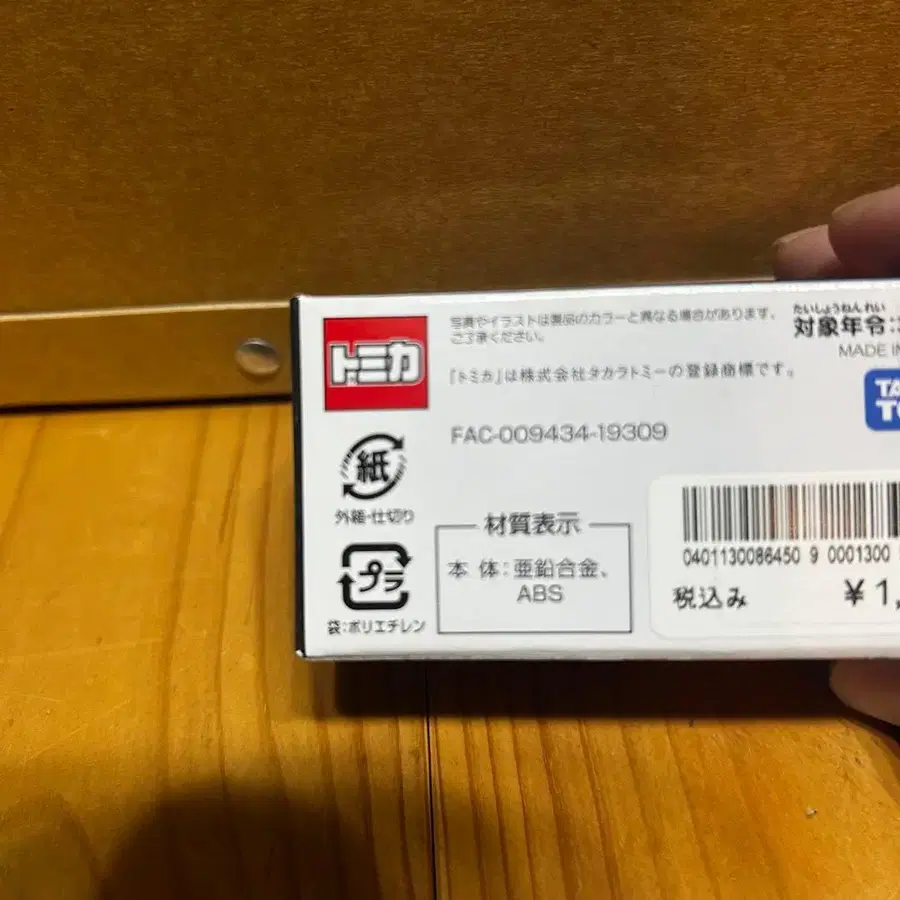 トミカ
写真やイラストは製品のカラーと異なる場合があります。
ご了承ください。
「トミカ」は株式会社タカラトミーの登録商標です。
FAC-009434-19309
たいしょうねんれい
対象年令:
MADE IN
TA
TO
紙
外箱・仕切り
プラ
袋:ポリエチレン
材質表示
本 体:亜鉛合金、
ABS
0401130086450 9 0001300
税込み
¥1,